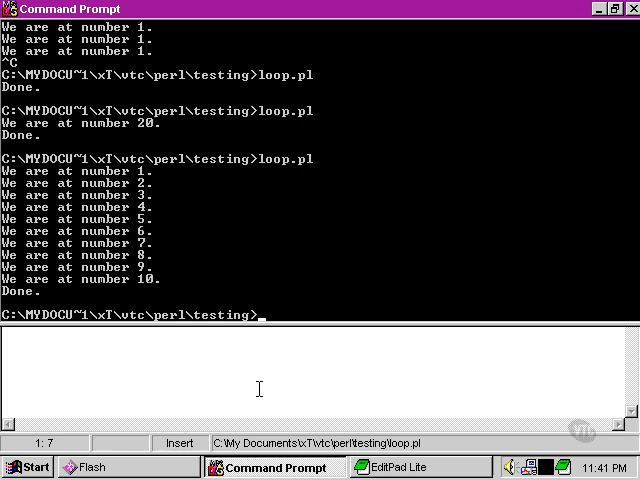 Command Prompt
We are at number 1.
We are at number 1.
We are at number 1.
^C
C:\MYDOCU~1\xT\vtc\perl\testing>loop.pl
Done.
C:\MYDOCU~1\xT\vtc\perl\testing>loop.pl
We are at number 20.
Done.
C:\MYDOCU~1\xT\vtc\perl\testing>loop.pl
We are at number 1.
We are at number 2.
We are at number 3.
We are at number 4.
We are at number 5.
We are at number 6.
We are at number 7.
We are at number 8.
We are at number 9.
We are at number 10.
Done.
C:\MYDOCU~1\xT\vtc\perl\testing>_
VTC
1: 7 Insert C:\My Documents\xT\vtc\perl\testing\loop.pl
Start Flash Command Prompt EditPad Lite 11:41 PM